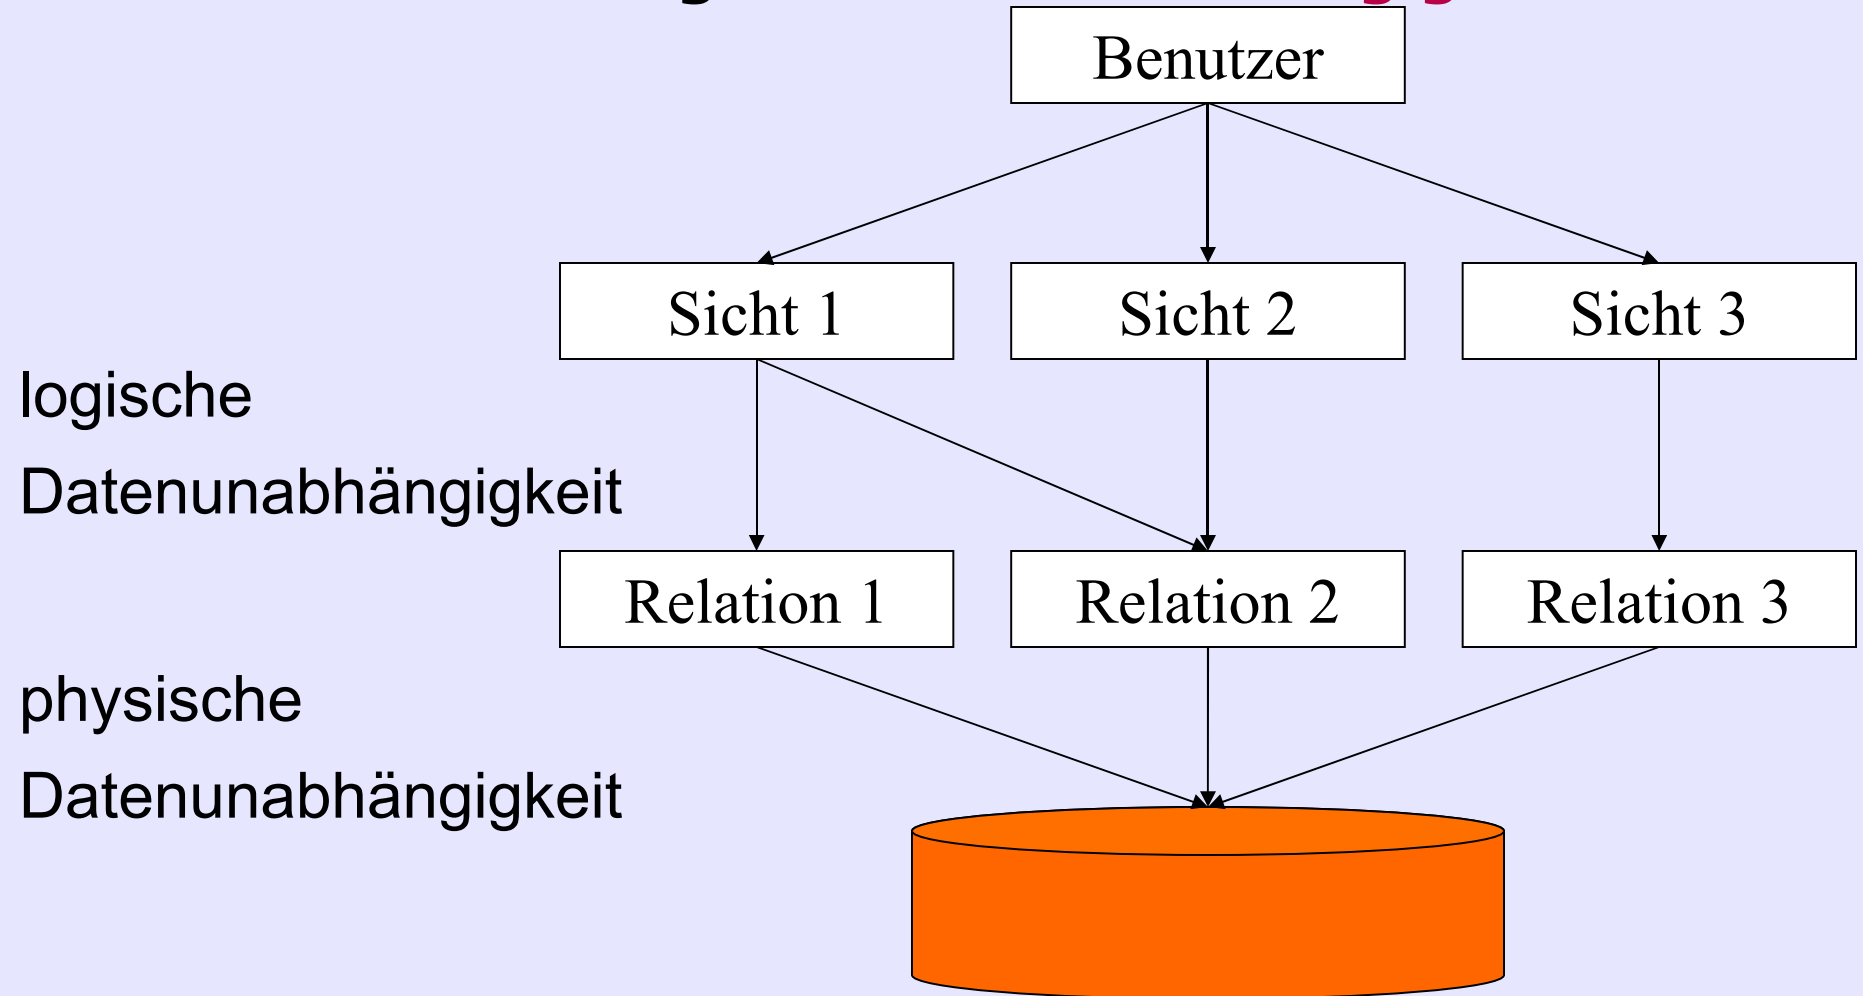 Benutzer
Sicht 1 Sicht 2 Sicht 3
logische
Datenunabhängigkeit
Relation 1 Relation 2 Relation 3
physische
Datenunabhängigkeit